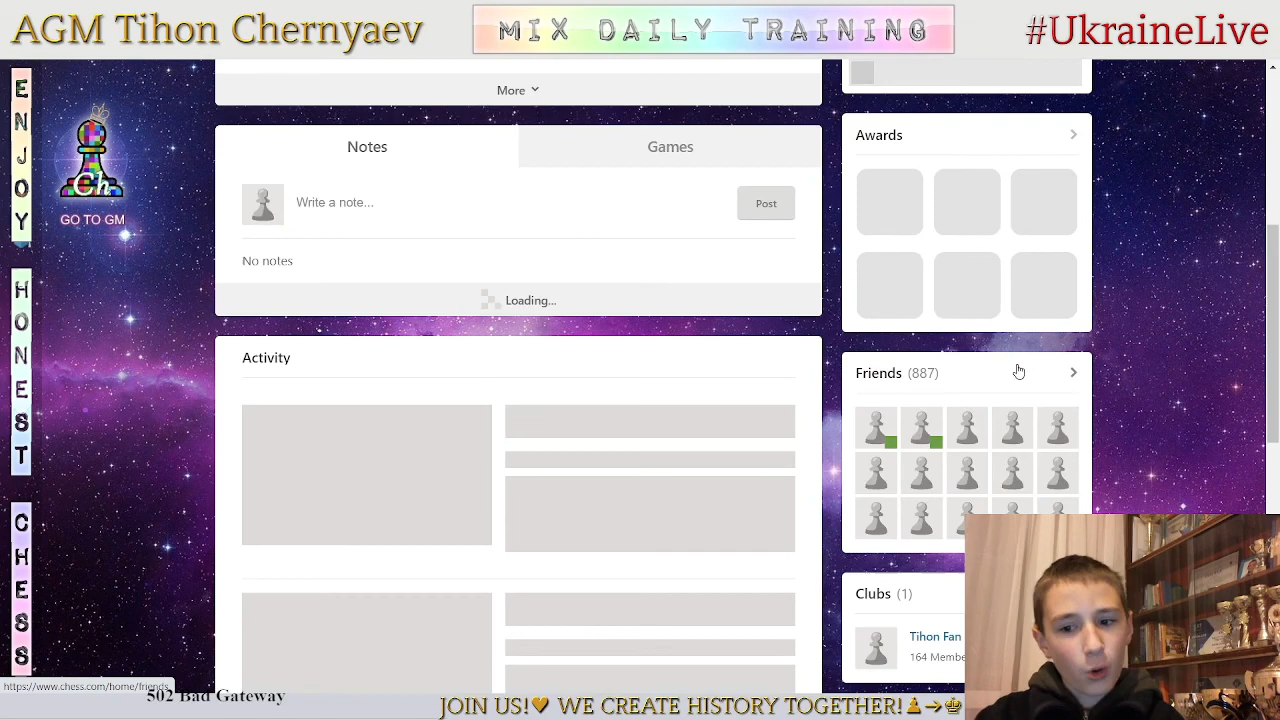 AGM Tihon Chernyaev
MIX DAILY TRAINING
#UkraineLive
ENJOY
HONEST
CHESS
Ch
GO TO GM
More
Notes
Games
Write a note...
Post
No notes
Loading...
Activity
Awards
Friends (887)
Clubs (1)
Tihon Fan
164 Membe
https://www.chess.com/home/friends
502 Bad Gateway
JOIN US!♥ WE CREATE HISTORY TOGETHER!♟→♔